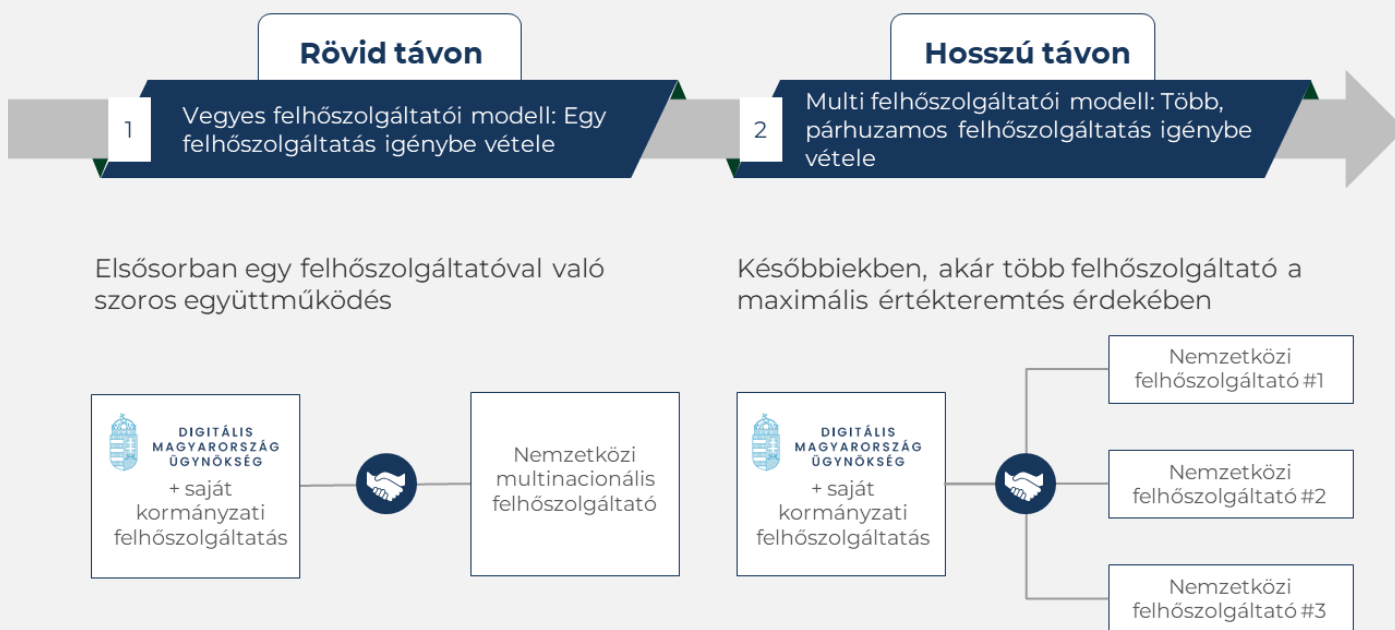 Rövid távon
1
Vegyes felhőszolgáltatói modell: Egy
felhőszolgáltatás igénybe vétele
Elsősorban egy felhőszolgáltatóval való
szoros együttműködés
DIGITÁLIS
MAGYARORSZÁG
ÜGYNÖKSÉG
+ saját
kormányzati
felhőszolgáltatás
Nemzetközi
multinacionális
felhőszolgáltató
Hosszú távon
2
Multi felhőszolgáltatói modell: Több,
párhuzamos felhőszolgáltatás igénybe
vétele
Későbbiekben, akár több felhőszolgáltató a
maximális értékteremtés érdekében
DIGITÁLIS
MAGYARORSZÁG
ÜGYNÖKSÉG
+ saját
kormányzati
felhőszolgáltatás
Nemzetközi
felhőszolgáltató #1
Nemzetközi
felhőszolgáltató #2
Nemzetközi
felhőszolgáltató #3